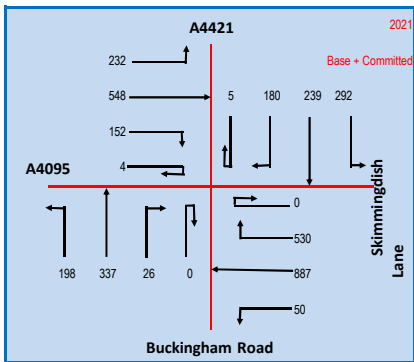 A4421
2021
Base + Committed
232
548
152
4
5 180 239 292
A4095
Skimmingdish
Lane
0
530
887
50
198 337 26 0
Buckingham Road